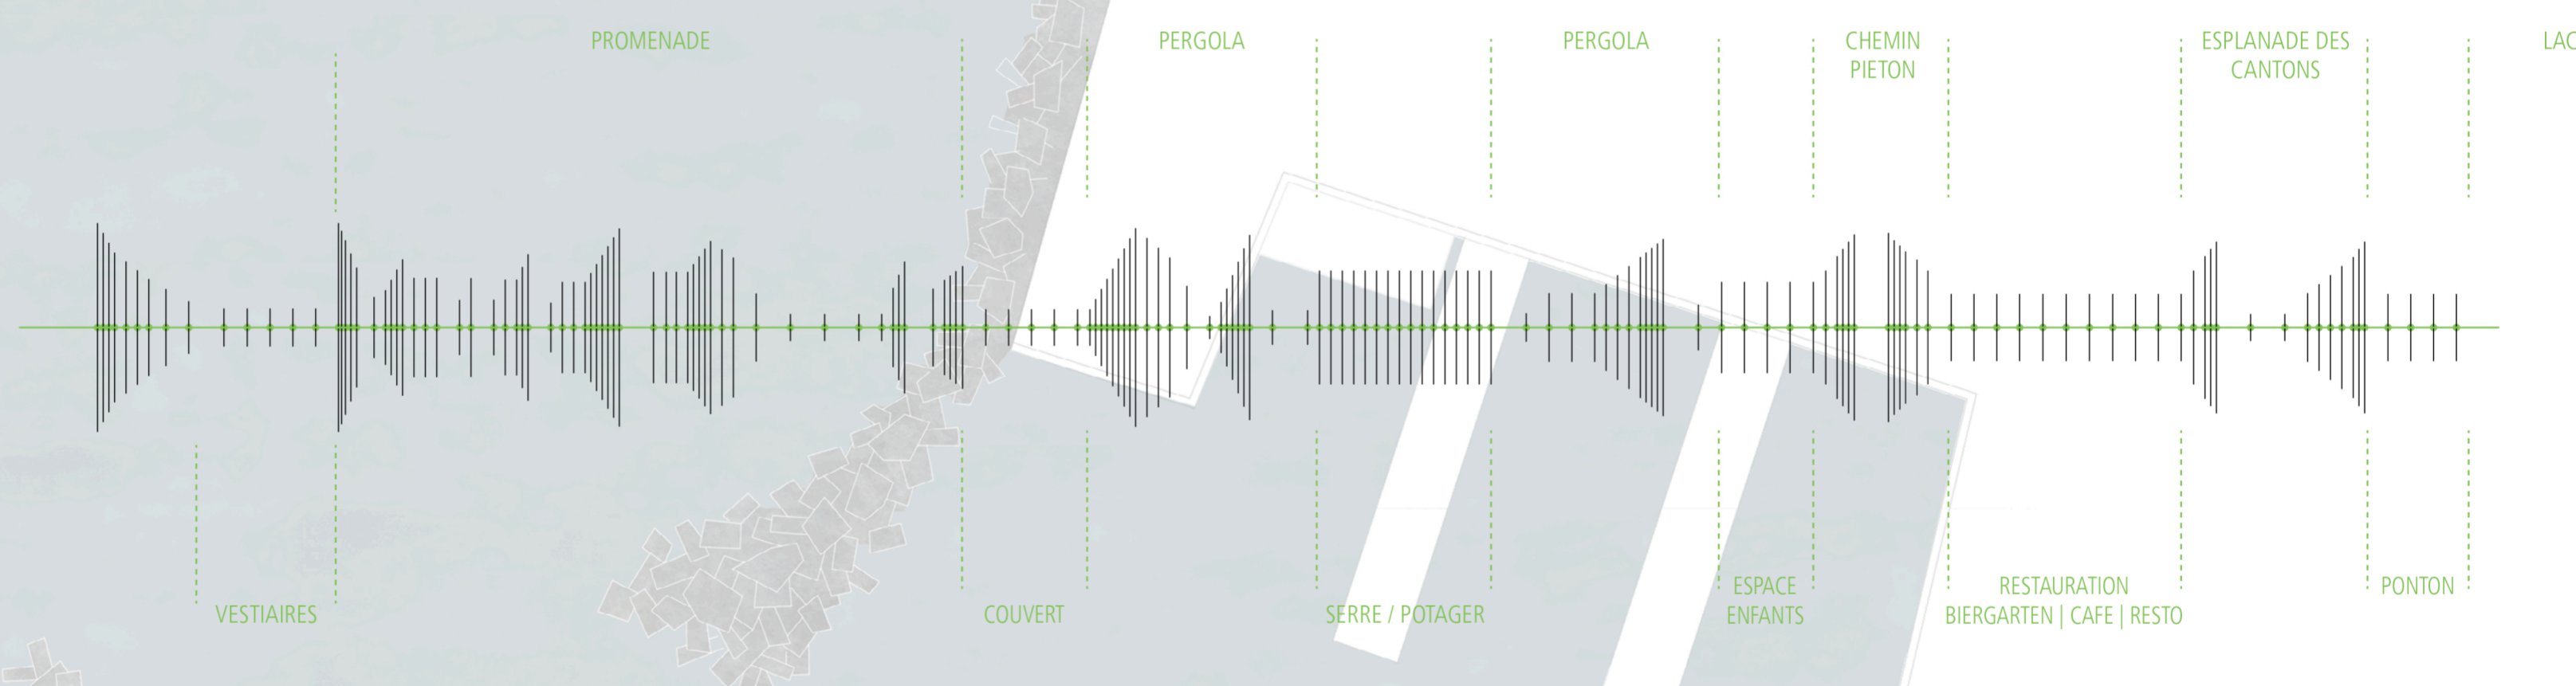 PROMENADE
PERGOLA
PERGOLA
CHEMIN
PIETON
ESPLANADE DES
CANTONS
LAC
VESTIAIRES
COUVERT
SERRE / POTAGER
ESPACE
ENFANTS
RESTAURATION
BIERGARTEN | CAFE | RESTO
PONTON